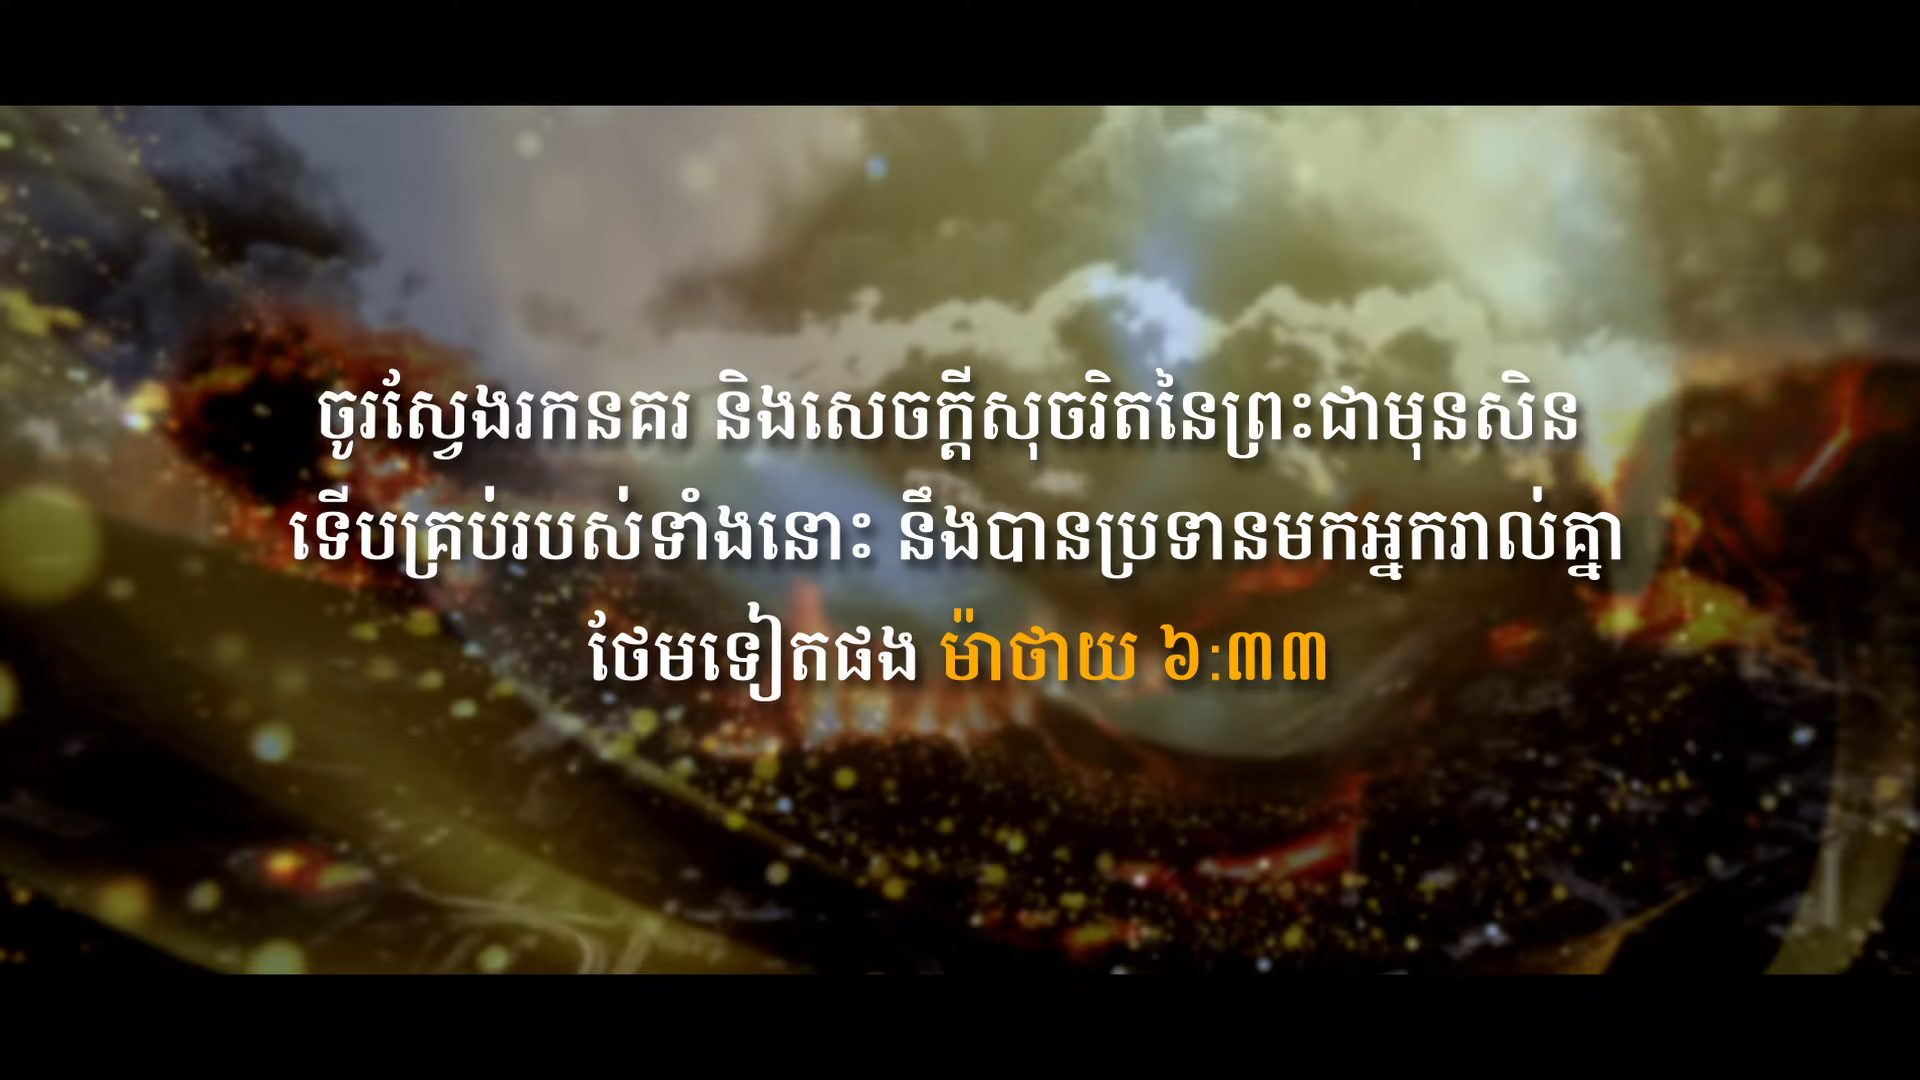 ចូរស្វែងរកនគរ និងសេចក្ដីសុចរិតនៃព្រះជាមុនសិន
ទើបគ្រប់របស់ទាំងនោះ នឹងបានប្រទានមកអ្នករាល់គ្នា
ថែមទៀតផង ម៉ាថាយ ៦:៣៣